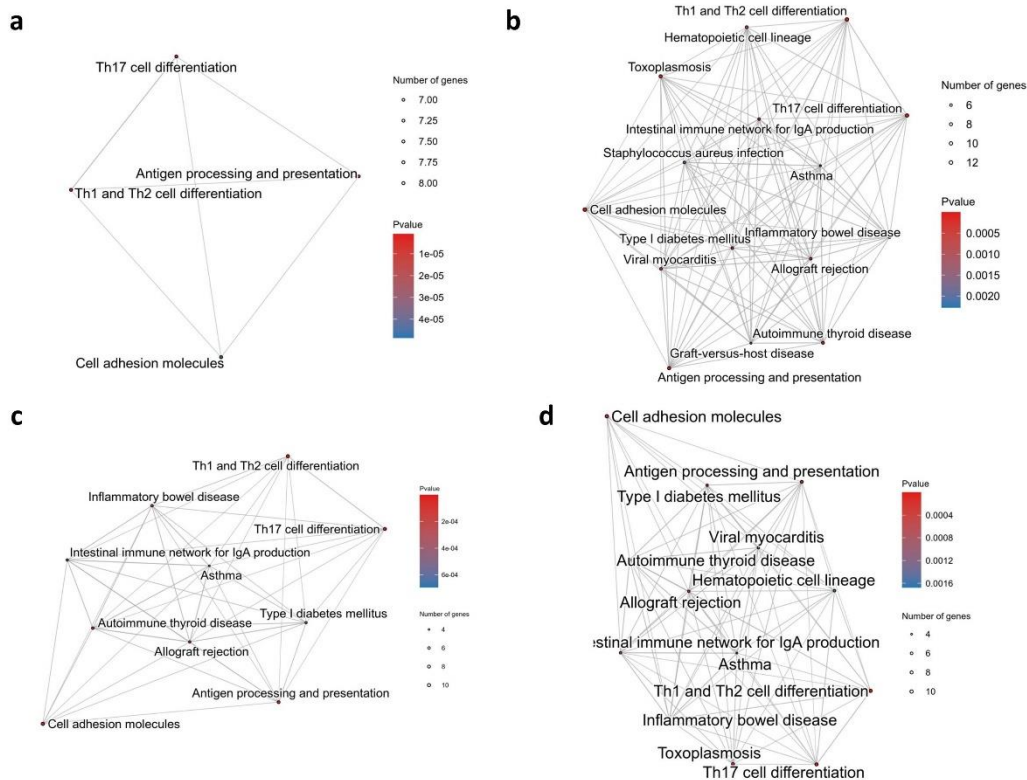 a
Th17 cell differentiation
Antigen processing and presentation
Th1 and Th2 cell differentiation
Cell adhesion molecules
Number of genes
7.00
7.25
7.50
7.75
8.00
Pvalue
1e-05
2e-05
3e-05
4e-05
b
Th1 and Th2 cell differentiation
Hematopoietic cell lineage
Toxoplasmosis
Th17 cell differentiation
Intestinal immune network for IgA production
Staphylococcus aureus infection
Asthma
Cell adhesion molecules
Inflammatory bowel disease
Type I diabetes mellitus
Viral myocarditis
Allograft rejection
Autoimmune thyroid disease
Graft-versus-host disease
Antigen processing and presentation
Number of genes
6
8
10
12
Pvalue
0.0005
0.0010
0.0015
0.0020
c
Th1 and Th2 cell differentiation
Inflammatory bowel disease
Th17 cell differentiation
Intestinal immune network for IgA production
Asthma
Type I diabetes mellitus
Autoimmune thyroid disease
Allograft rejection
Antigen processing and presentation
Cell adhesion molecules
Pvalue
2e-04
4e-04
6e-04
Number of genes
4
6
8
10
d
Cell adhesion molecules
Antigen processing and presentation
Type I diabetes mellitus
Viral myocarditis
Autoimmune thyroid disease
Hematopoietic cell lineage
Allograft rejection
stinal immune network for IgA production
Asthma
Th1 and Th2 cell differentiation
Inflammatory bowel disease
Toxoplasmosis
Th17 cell differentiation
Pvalue
0.0004
0.0008
0.0012
0.0016
Number of genes
4
6
8
10